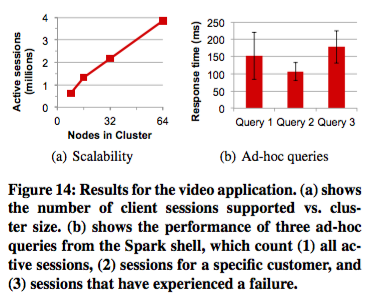 4
3
2
1
0
Active sessions
(millions)
0
32
64
Nodes in Cluster
(a) Scalability
250
200
150
100
50
0
Response time (ms)
Query 1 Query 2 Query 3
(b) Ad-hoc queries
Figure 14: Results for the video application. (a) shows
the number of client sessions supported vs. clus-
ter size. (b) shows the performance of three ad-hoc
queries from the Spark shell, which count (1) all ac-
tive sessions, (2) sessions for a specific customer, and
(3) sessions that have experienced a failure.